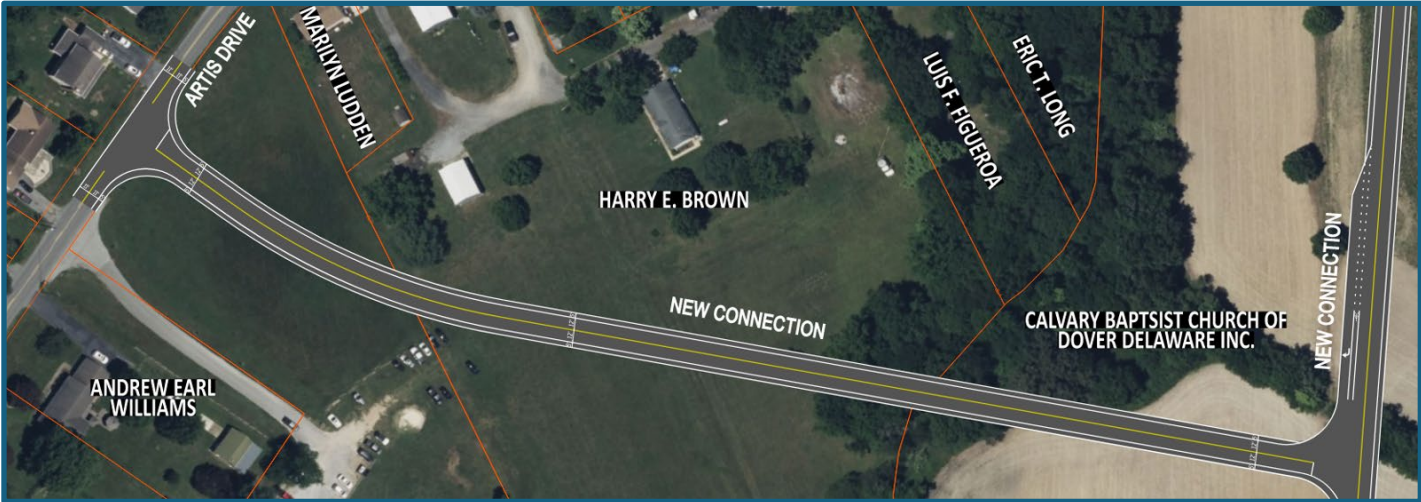 ARTIS DRIVE
MARILYN LUDDEN
HARRY E. BROWN
LUIS F. FIGUEROA
ERIC T. LONG
NEW CONNECTION
CALVARY BAPTSIST CHURCH OF
DOVER DELAWARE INC.
NEW CONNECTION
ANDREW EARL
WILLIAMS